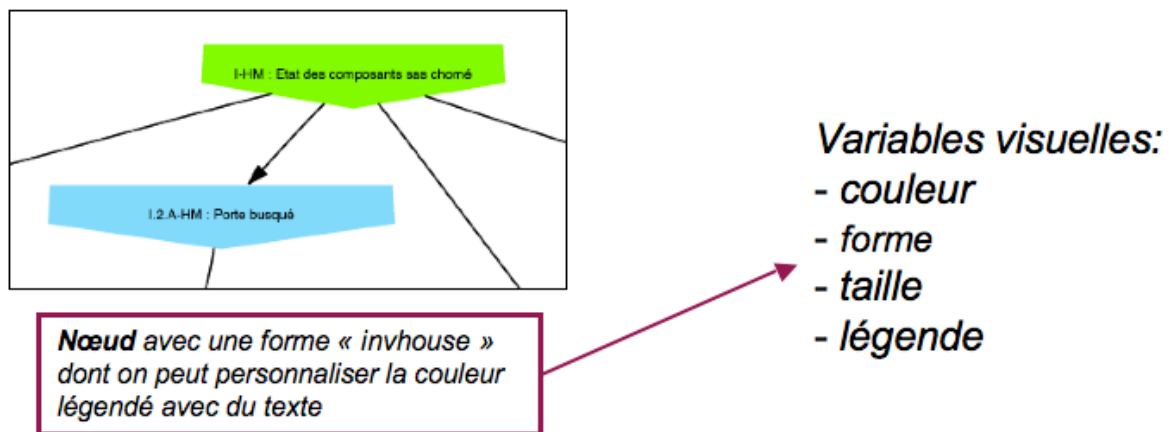 I-HM : Etat des composants sas chomé
I.2.A-HM : Porte busqué
Nœud avec une forme « invhouse »
dont on peut personnaliser la couleur
légendé avec du texte
Variables visuelles:
- couleur
- forme
- taille
- légende